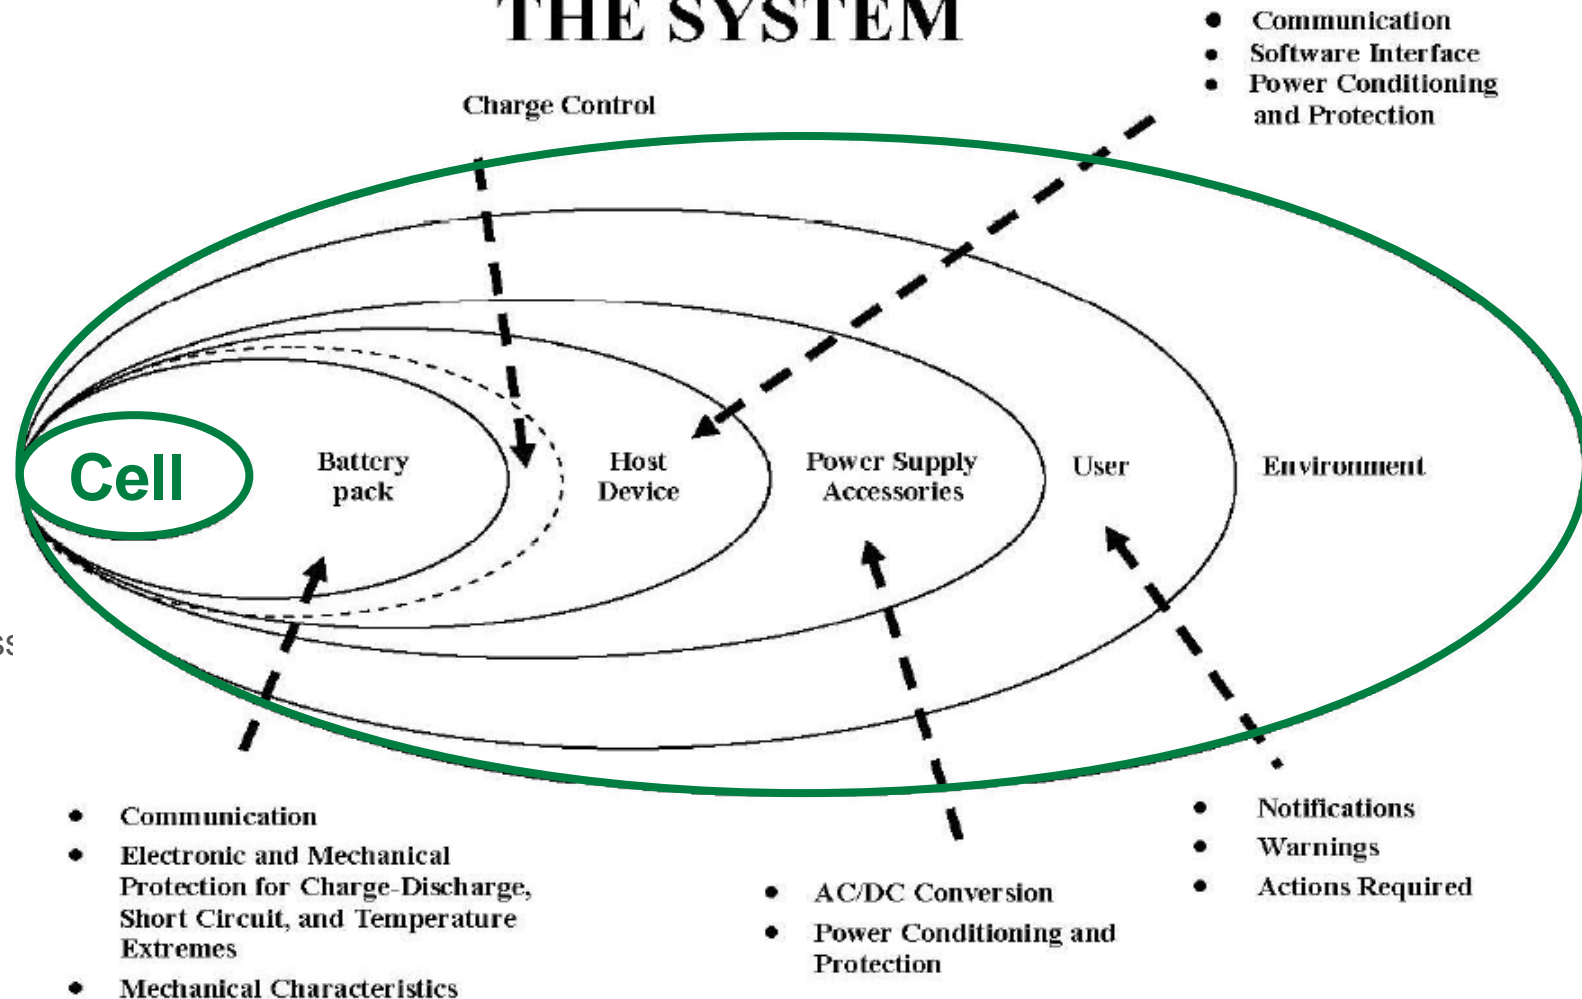 THE SYSTEM
Communication
Software Interface
Power Conditioning
and Protection
Charge Control
Cell
Battery
pack
Host
Device
Power Supply
Accessories
User
Environment
Communication
Electronic and Mechanical
Protection for Charge-Discharge,
Short Circuit, and Temperature
Extremes
Mechanical Characteristics
AC/DC Conversion
Power Conditioning and
Protection
Notifications
Warnings
Actions Required